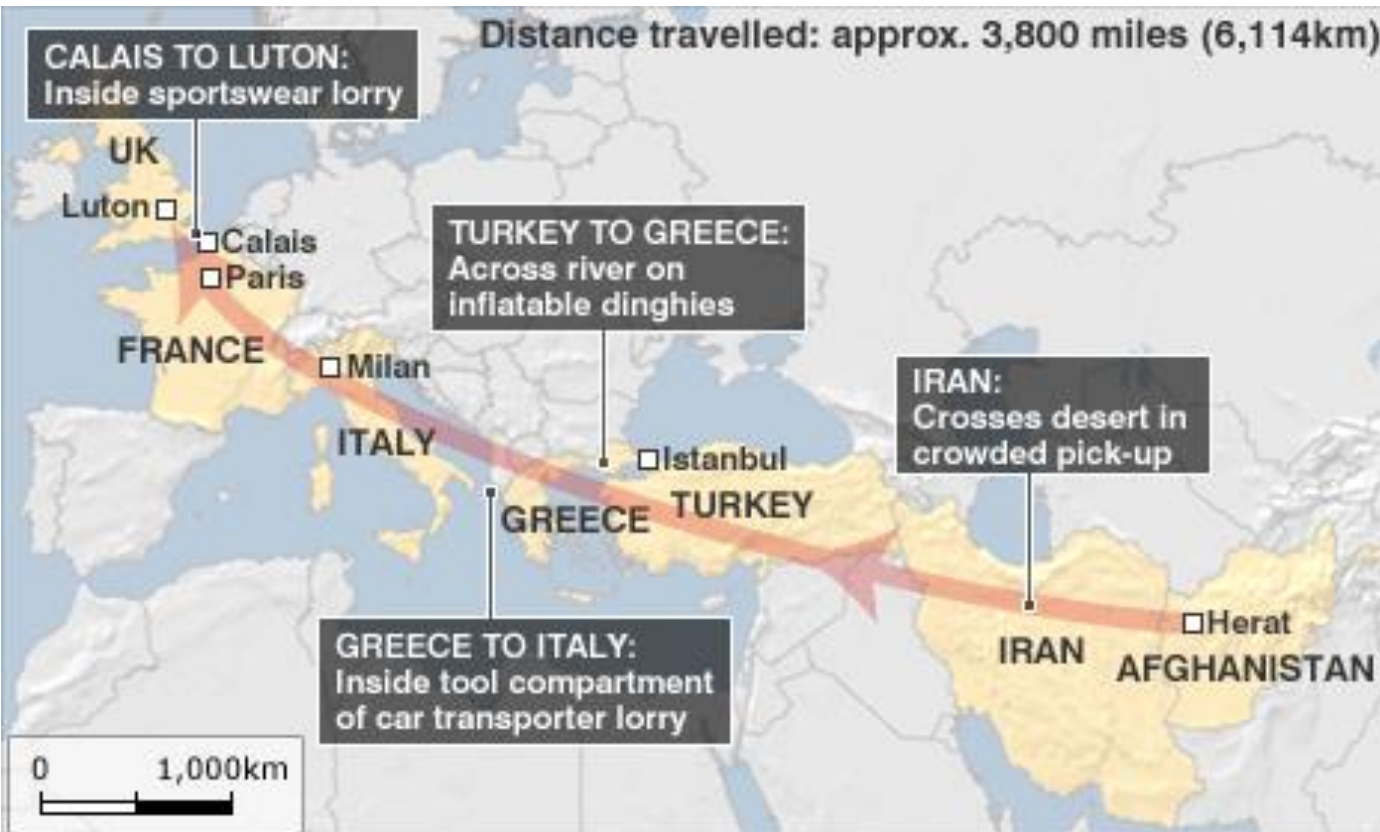 Distance travelled: approx. 3,800 miles (6,114km)
CALAIS TO LUTON:
Inside sportswear lorry
UK
Luton
Calais
Paris
TURKEY TO GREECE:
Across river on
inflatable dinghies
FRANCE
Milan
IRAN:
Crosses desert in
crowded pick-up
ITALY
Istanbul
TURKEY
GREECE
Herat
IRAN
AFGHANISTAN
GREECE TO ITALY:
Inside tool compartment
of car transporter lorry
0 1,000km